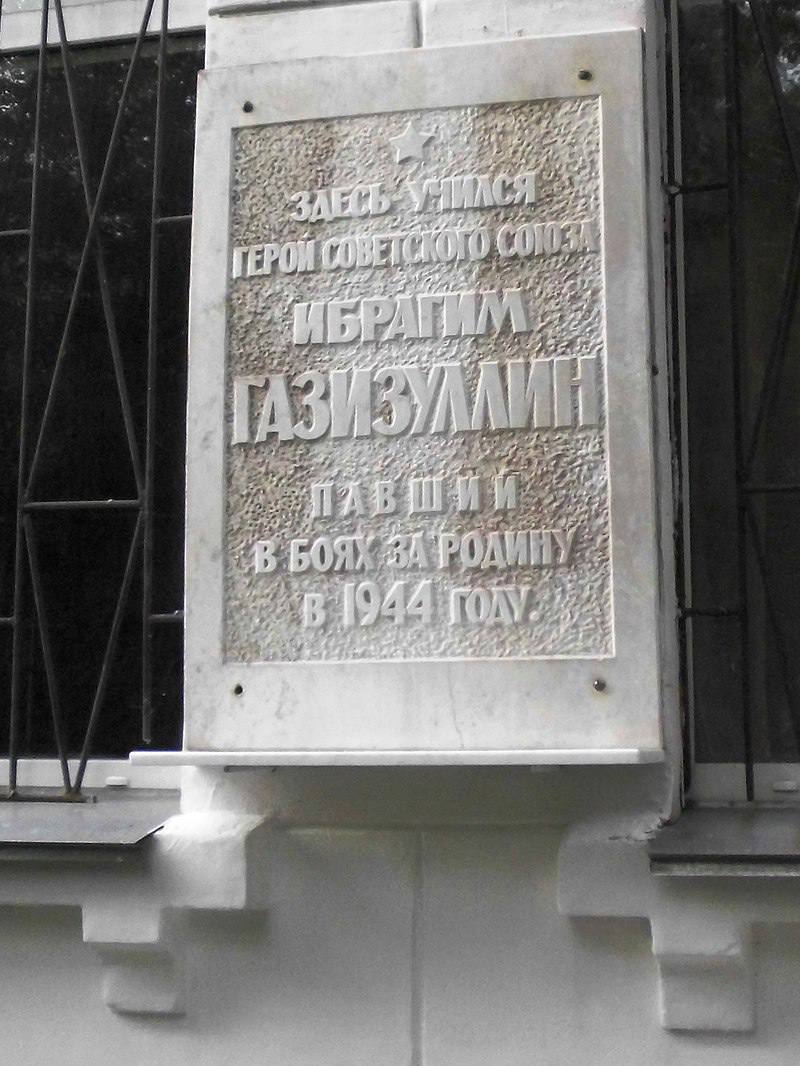 ЗДЕСЬ УЧИЛСЯ
ГЕРОЙ СОВЕТСКОГО СОЮЗА
ИБРАГИМ
ГАЗИЗУЛЛИН
ПАВШИЙ
В БОЯХ ЗА РОДИНУ
В 1944 ГОДУ.